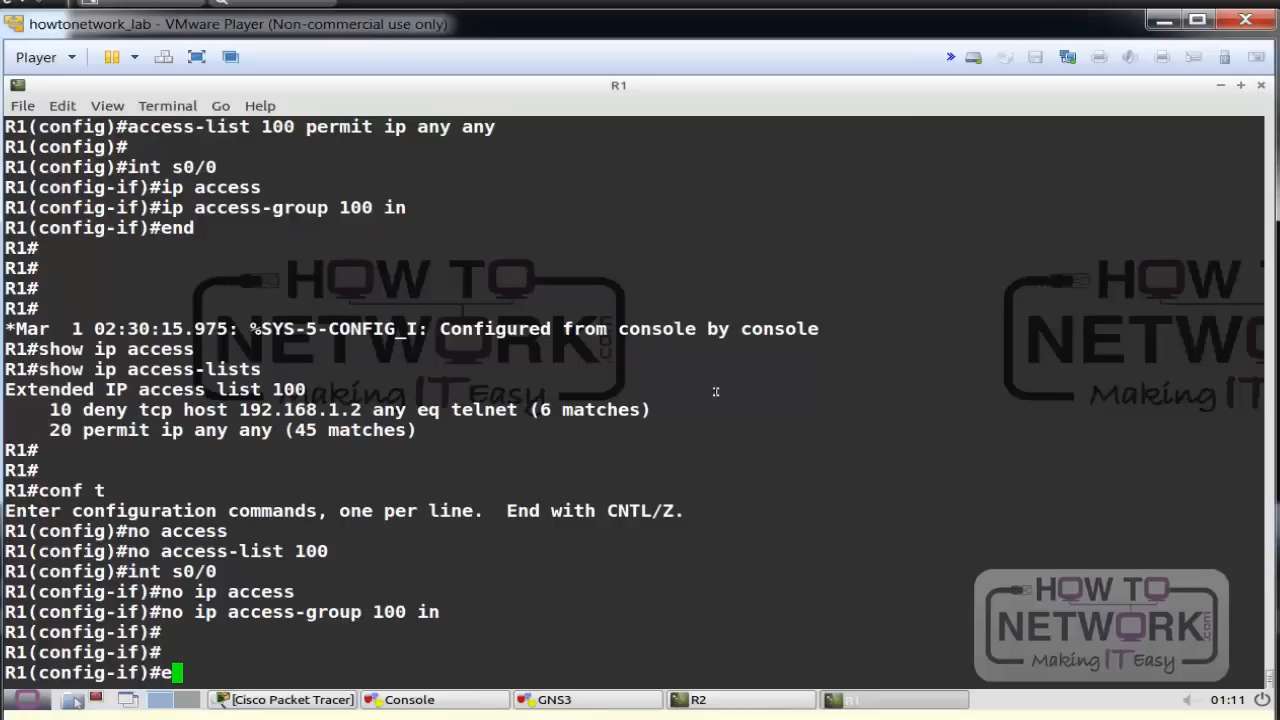 howtonetwork_lab - VMware Player (Non-commercial use only)
Player
R1
File Edit View Terminal Go Help
R1(config)#access-list 100 permit ip any any
R1(config)#
R1(config)#int s0/0
R1(config-if)#ip access
R1(config-if)#ip access-group 100 in
R1(config-if)#end
R1#
R1#
R1#
R1#
*Mar  1 02:30:15.975: %SYS-5-CONFIG_I: Configured from console by console
R1#show ip access
R1#show ip access-lists
Extended IP access list 100
    10 deny tcp host 192.168.1.2 any eq telnet (6 matches)
    20 permit ip any any (45 matches)
R1#
R1#
R1#conf t
Enter configuration commands, one per line.  End with CNTL/Z.
R1(config)#no access
R1(config)#no access-list 100
R1(config)#int s0/0
R1(config-if)#no ip access
R1(config-if)#no ip access-group 100 in
R1(config-if)#
R1(config-if)#
R1(config-if)#e
HOW TO
NETWORK.com
Making IT Easy
HOW TO
NETWORK
Making IT Easy
HOW TO
NETWORK.com
Making IT Easy
[Cisco Packet Tracer] Console GNS3 R2 R1 01:11